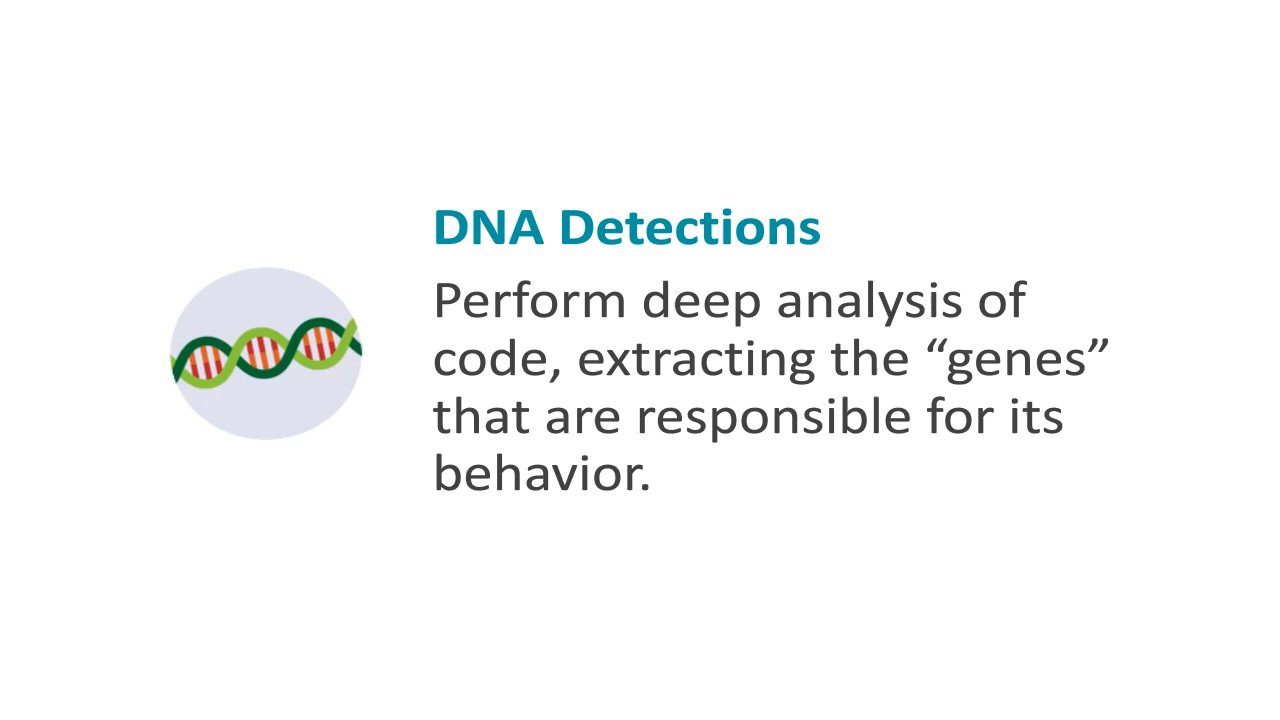 DNA Detections
Perform deep analysis of
code, extracting the “genes”
that are responsible for its
behavior.